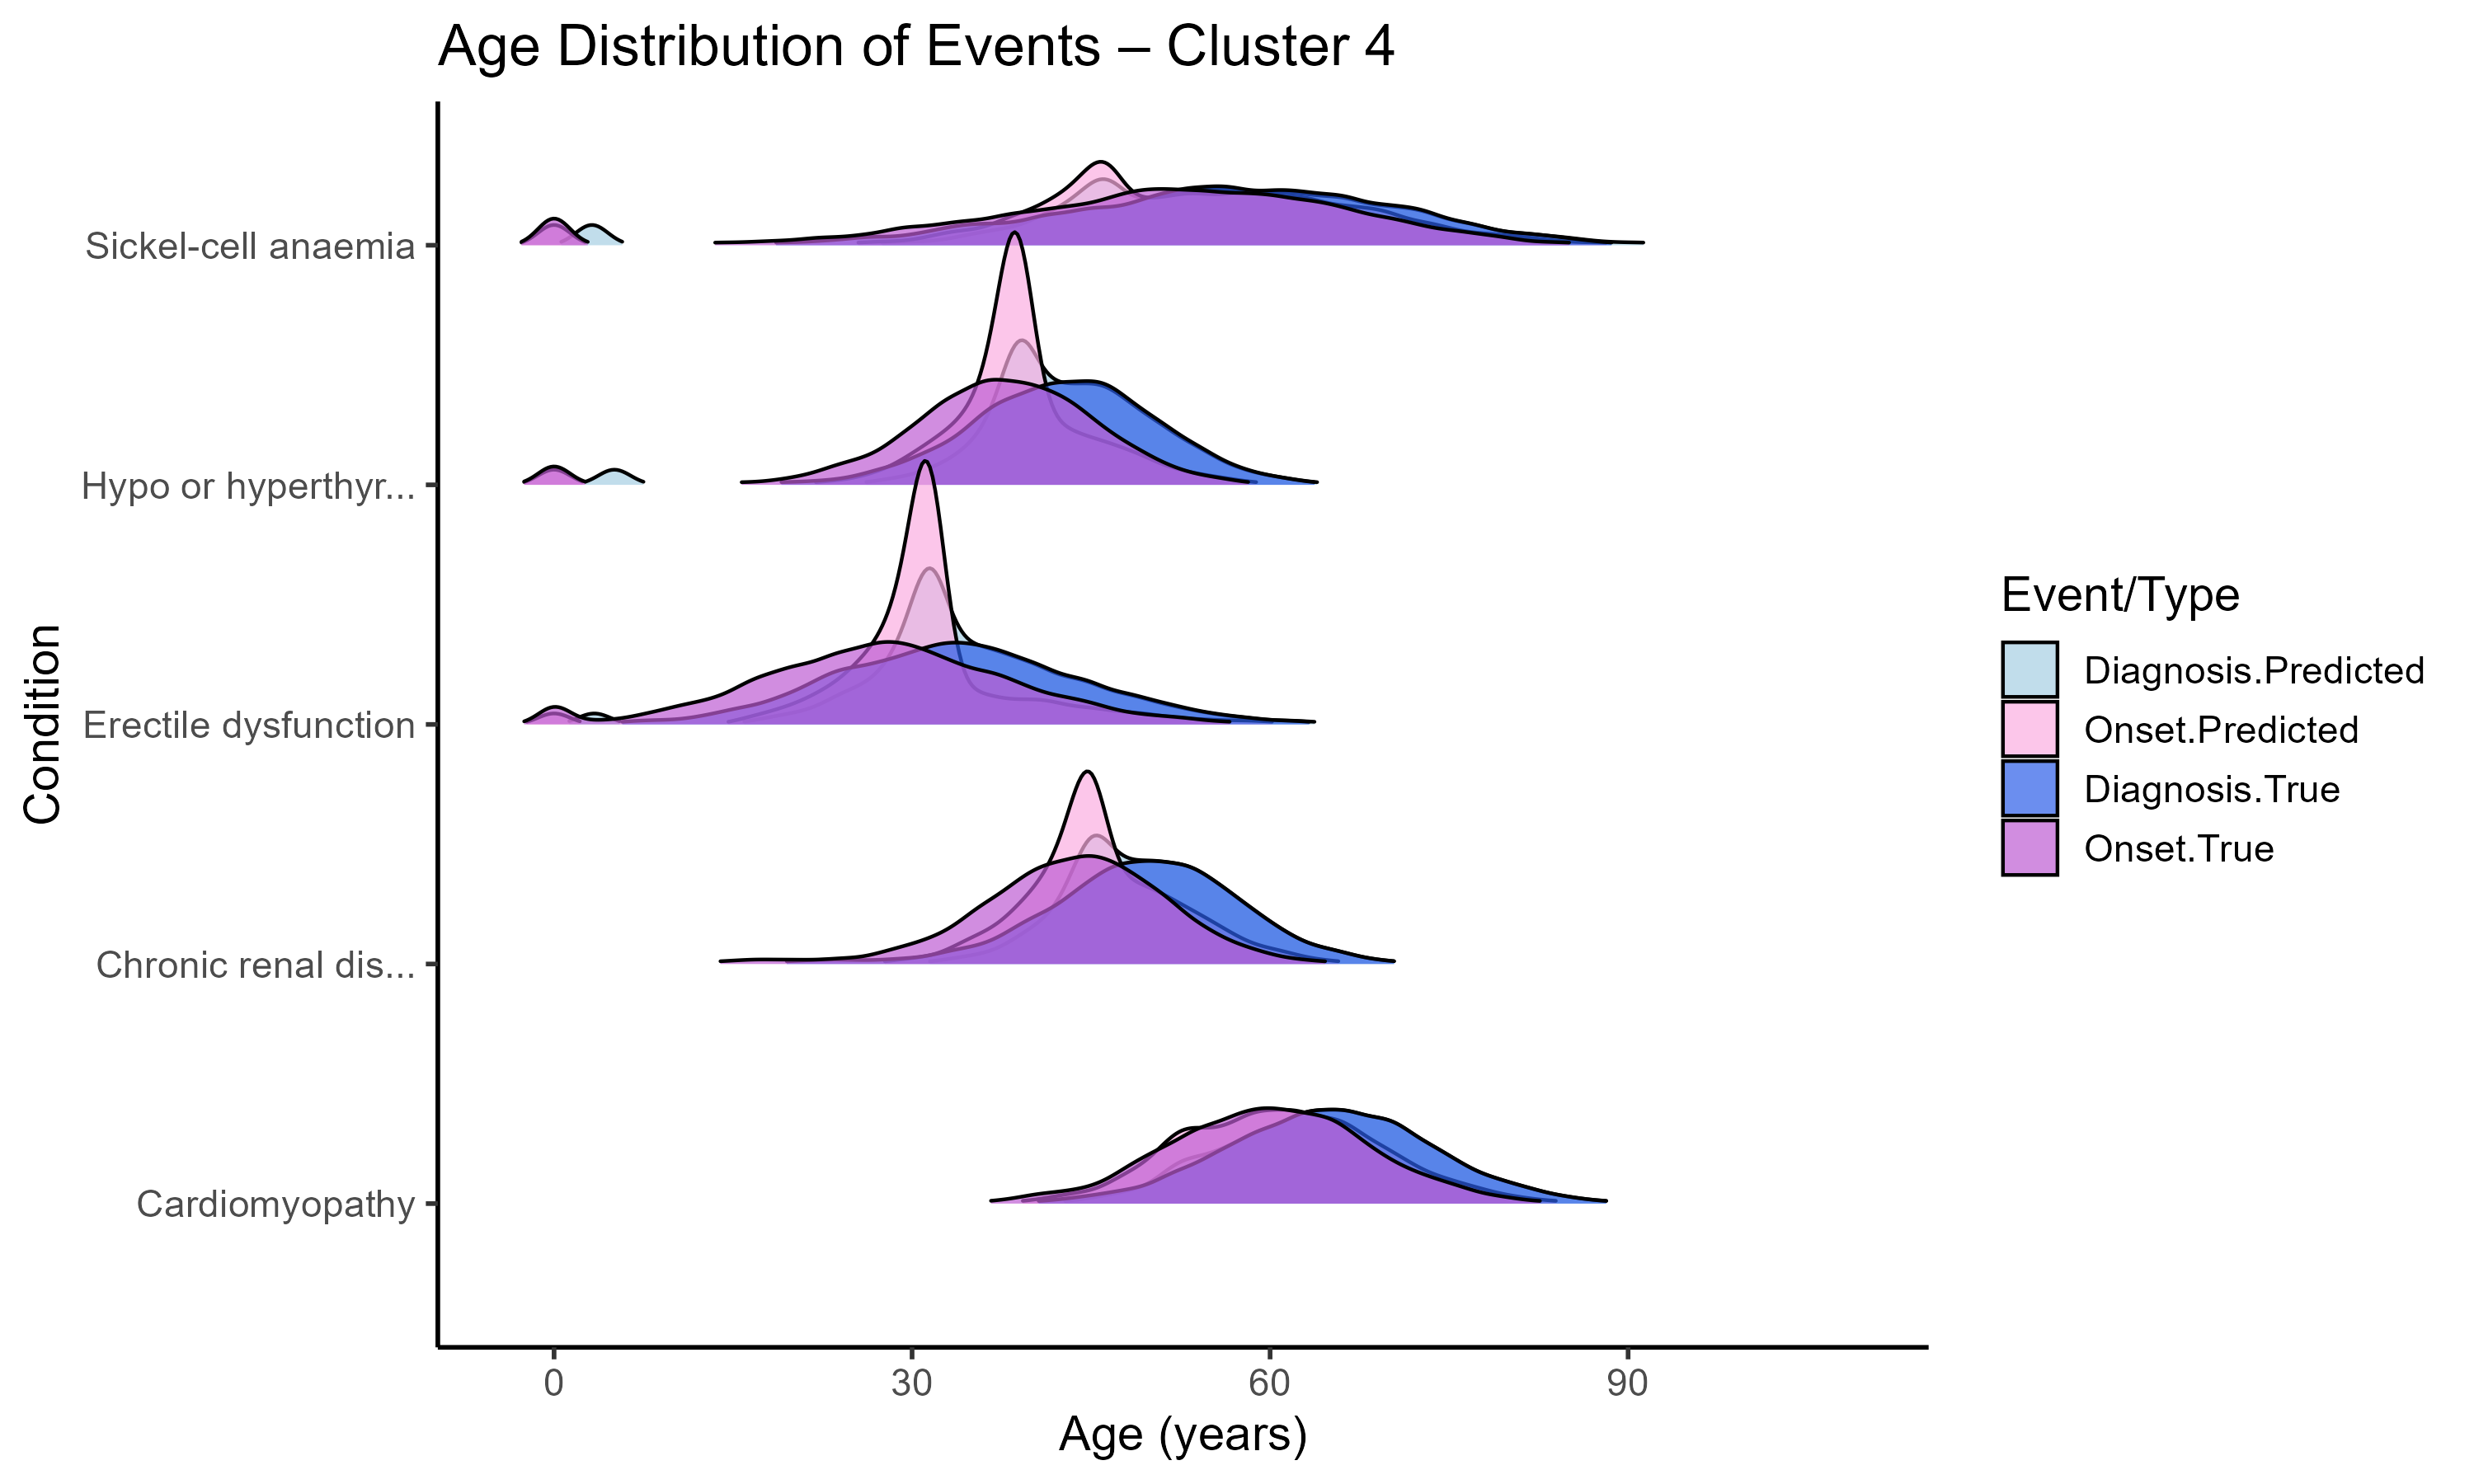 Age Distribution of Events – Cluster 4
Condition
Sickel-cell anaemia
Hypo or hyperthyr...
Erectile dysfunction
Chronic renal dis...
Cardiomyopathy
0 30 60 90
Age (years)
Event/Type
Diagnosis.Predicted
Onset.Predicted
Diagnosis.True
Onset.True